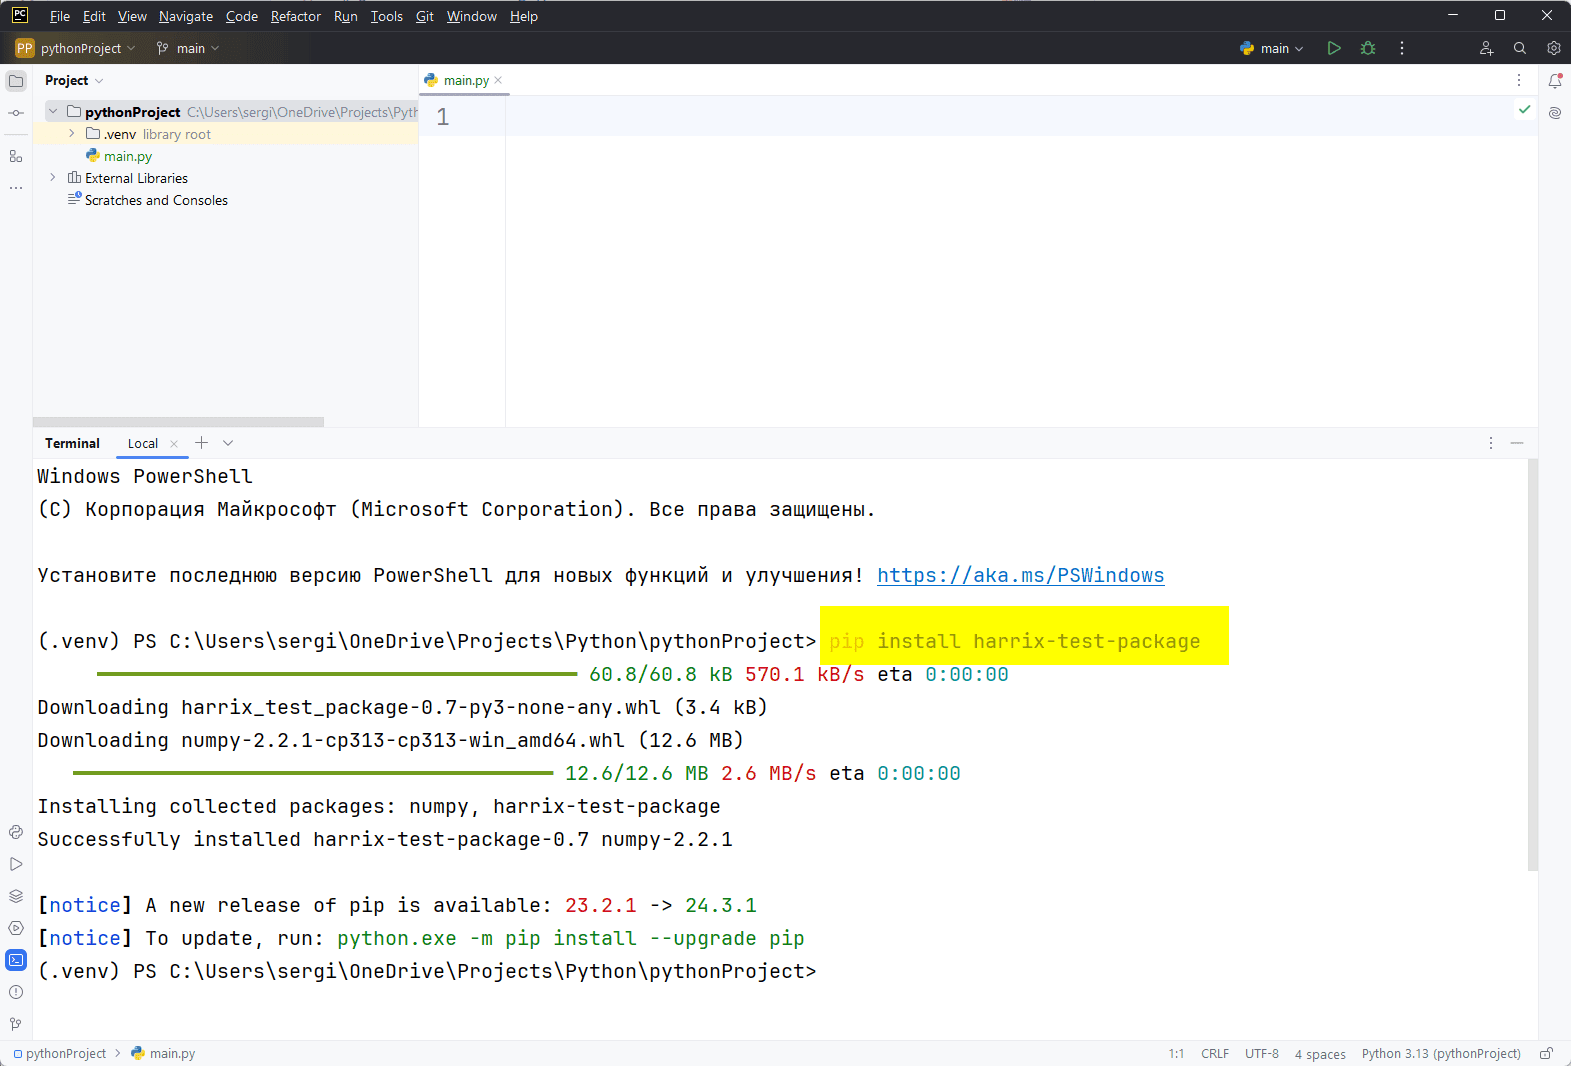 PC File Edit View Navigate Code Refactor Run Tools Git Window Help
PP pythonProject main main
Project
main.py
pythonProject C:\Users\sergi\OneDrive\Projects\Pyth
1
.venv library root
main.py
External Libraries
Scratches and Consoles
Terminal Local
Windows PowerShell
(C) Корпорация Майкрософт (Microsoft Corporation). Все права защищены.
Установите последнюю версию PowerShell для новых функций и улучшения! https://aka.ms/PSWindows
(.venv) PS C:\Users\sergi\OneDrive\Projects\Python\pythonProject> pip install harrix-test-package
60.8/60.8 kB 570.1 kB/s eta 0:00:00
Downloading harrix_test_package-0.7-py3-none-any.whl (3.4 kB)
Downloading numpy-2.2.1-cp313-cp313-win_amd64.whl (12.6 MB)
12.6/12.6 MB 2.6 MB/s eta 0:00:00
Installing collected packages: numpy, harrix-test-package
Successfully installed harrix-test-package-0.7 numpy-2.2.1
[notice] A new release of pip is available: 23.2.1 -> 24.3.1
[notice] To update, run: python.exe -m pip install --upgrade pip
(.venv) PS C:\Users\sergi\OneDrive\Projects\Python\pythonProject>
pythonProject > main.py 1:1 CRLF UTF-8 4 spaces Python 3.13 (pythonProject)